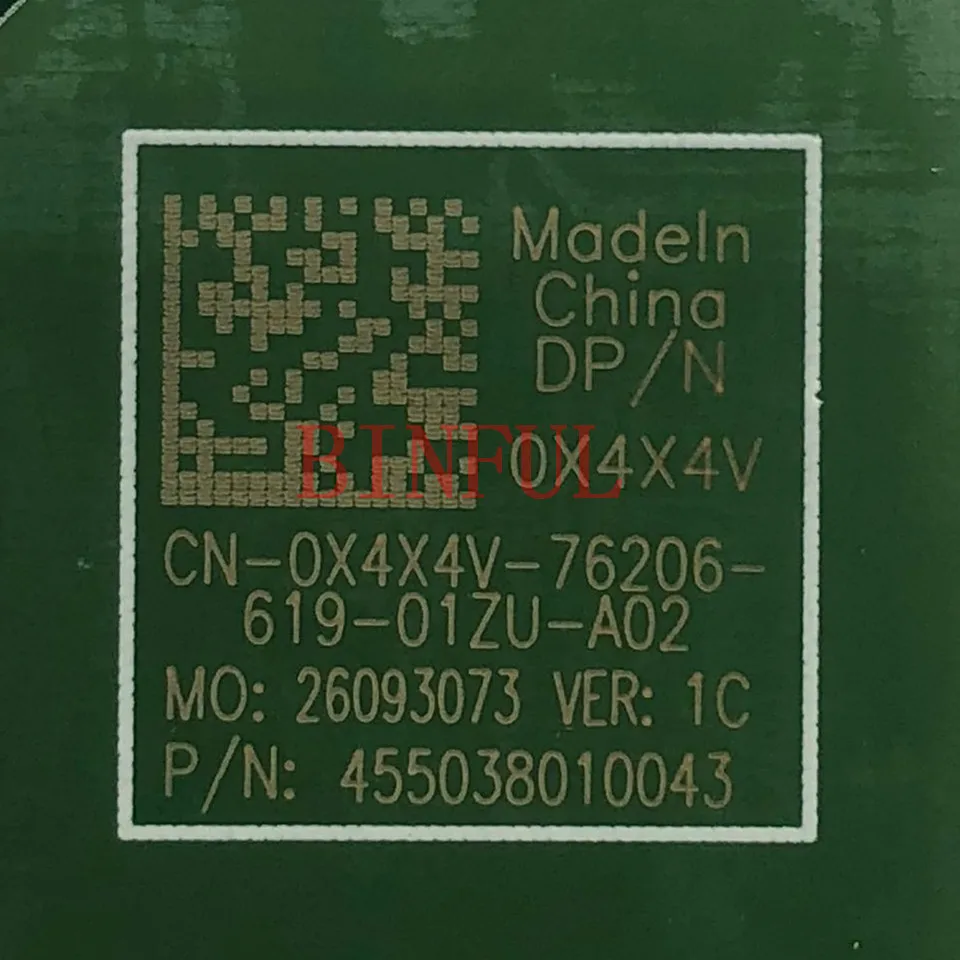 MadeIn
China
DP/N
0X4X4V
BINFUL
CN-0X4X4V-76206-
619-01ZU-A02
MO: 26093073 VER: 1C
P/N: 455038010043